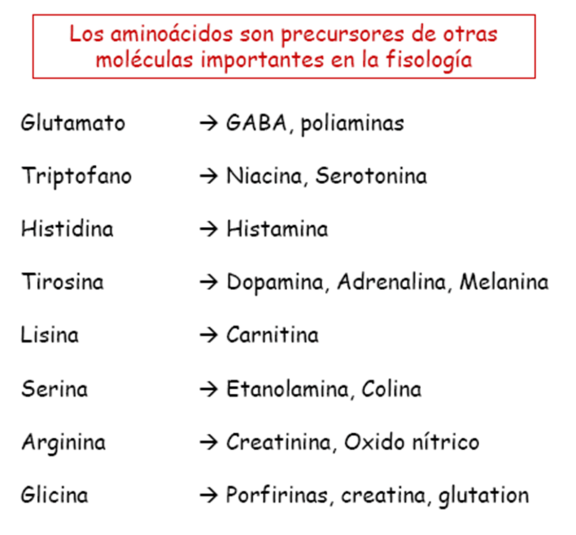 Los aminoácidos son precursores de otras
moléculas importantes en la fisología
Glutamato → GABA, poliaminas
Triptofano → Niacina, Serotonina
Histidina → Histamina
Tirosina → Dopamina, Adrenalina, Melanina
Lisina → Carnitina
Serina → Etanolamina, Colina
Arginina → Creatinina, Oxido nítrico
Glicina → Porfirinas, creatina, glutation